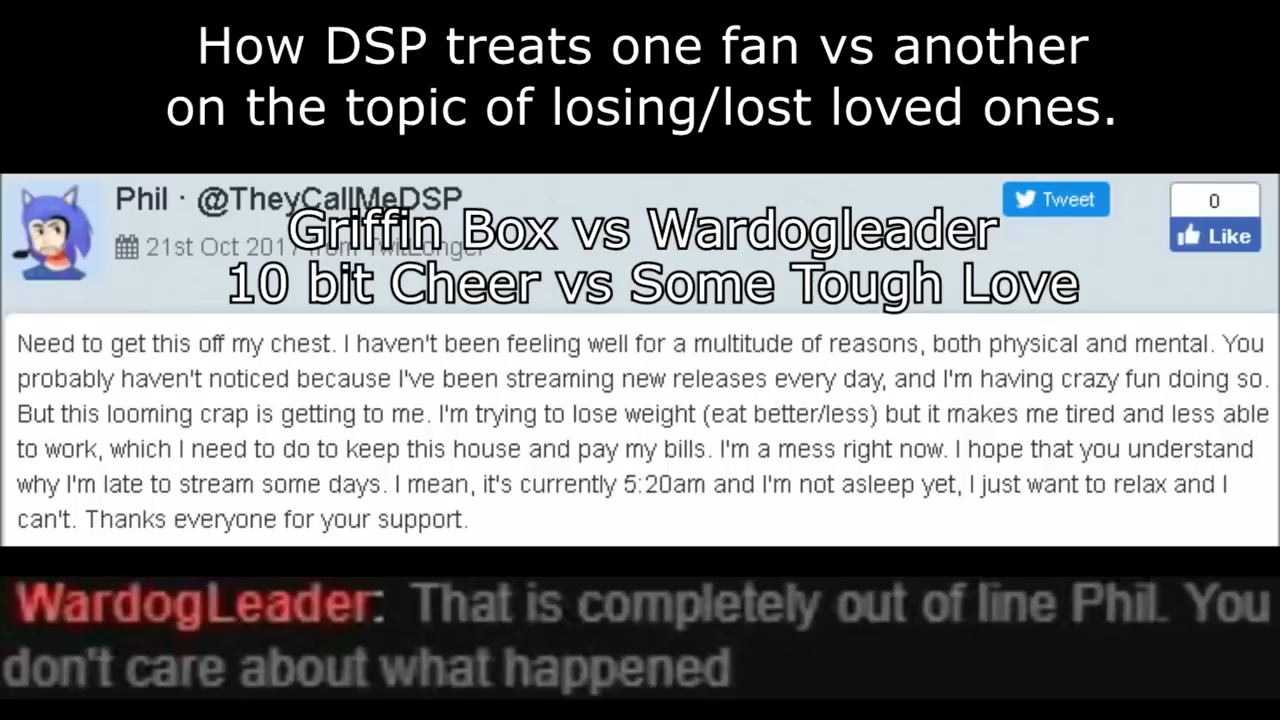 How DSP treats one fan vs another
on the topic of losing/lost loved ones.
Phil · @TheyCallMeDSP
Tweet
0
Like
21st Oct 2017 from TwitLonger
Griffin Box vs Wardogleader
10 bit Cheer vs Some Tough Love
Need to get this off my chest. I haven't been feeling well for a multitude of reasons, both physical and mental. You
probably haven't noticed because I've been streaming new releases every day, and I'm having crazy fun doing so.
But this looming crap is getting to me. I'm trying to lose weight (eat better/less) but it makes me tired and less able
to work, which I need to do to keep this house and pay my bills. I'm a mess right now. I hope that you understand
why I'm late to stream some days. I mean, it's currently 5:20am and I'm not asleep yet, I just want to relax and I
can't. Thanks everyone for your support.
WardogLeader: That is completely out of line Phil. You
don't care about what happened